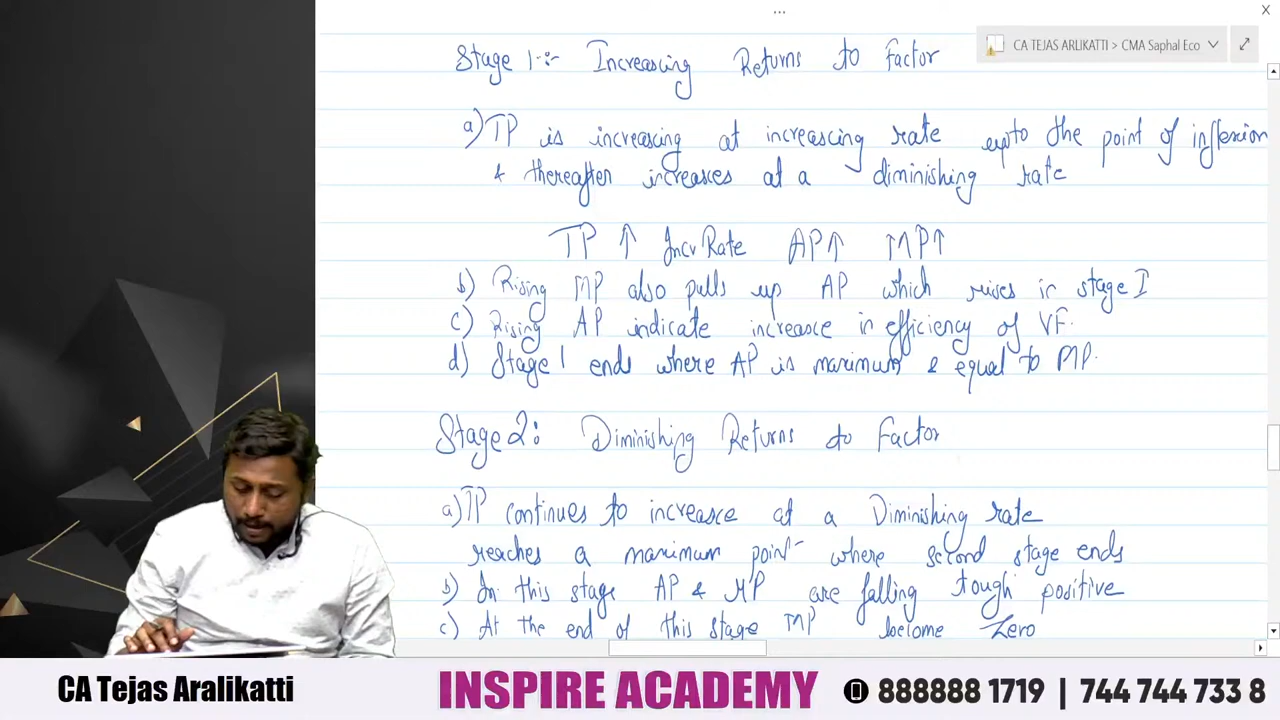 ...
CA TEJAS ARLIKATTI > CMA Saphal Eco
Stage 1:- Increasing Returns to Factor
a) TP is increasing at increasing rate upto the point of inflexion
& thereafter increases at a diminishing rate
TP ↑ Incr Rate AP↑ MP↑
b) Rising MP also pulls up AP which raises in stage I
c) Rising AP indicate increase in efficiency of VF.
d) Stage 1 ends where AP is maximum & equal to MP.
Stage 2: Diminishing Returns to Factor
a) TP continues to increase at a Diminishing rate
reaches a maximum point where second stage ends
b) In this stage AP & MP are falling tough positive
c) At the end of this stage MP become Zero
CA Tejas Aralikatti
INSPIRE ACADEMY
888888 1719 | 744 744 733 8